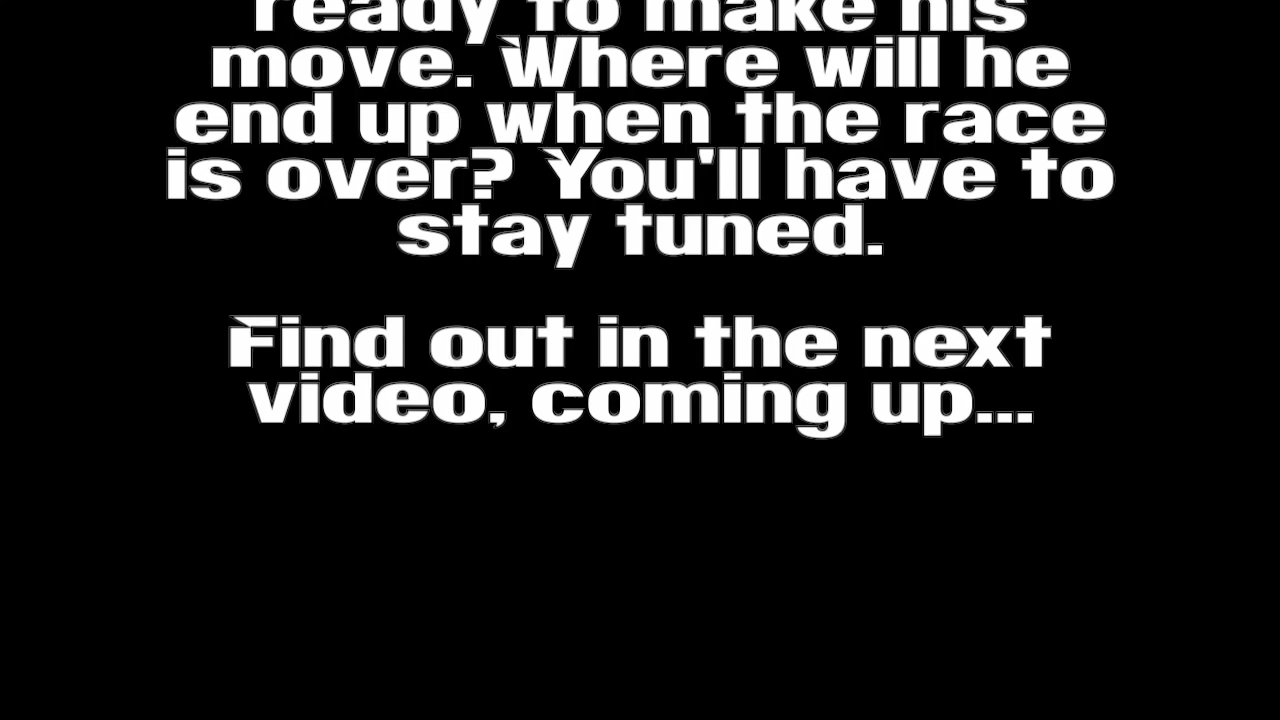 ready to make his
move. Where will he
end up when the race
is over? You'll have to
stay tuned.
Find out in the next
video, coming up...